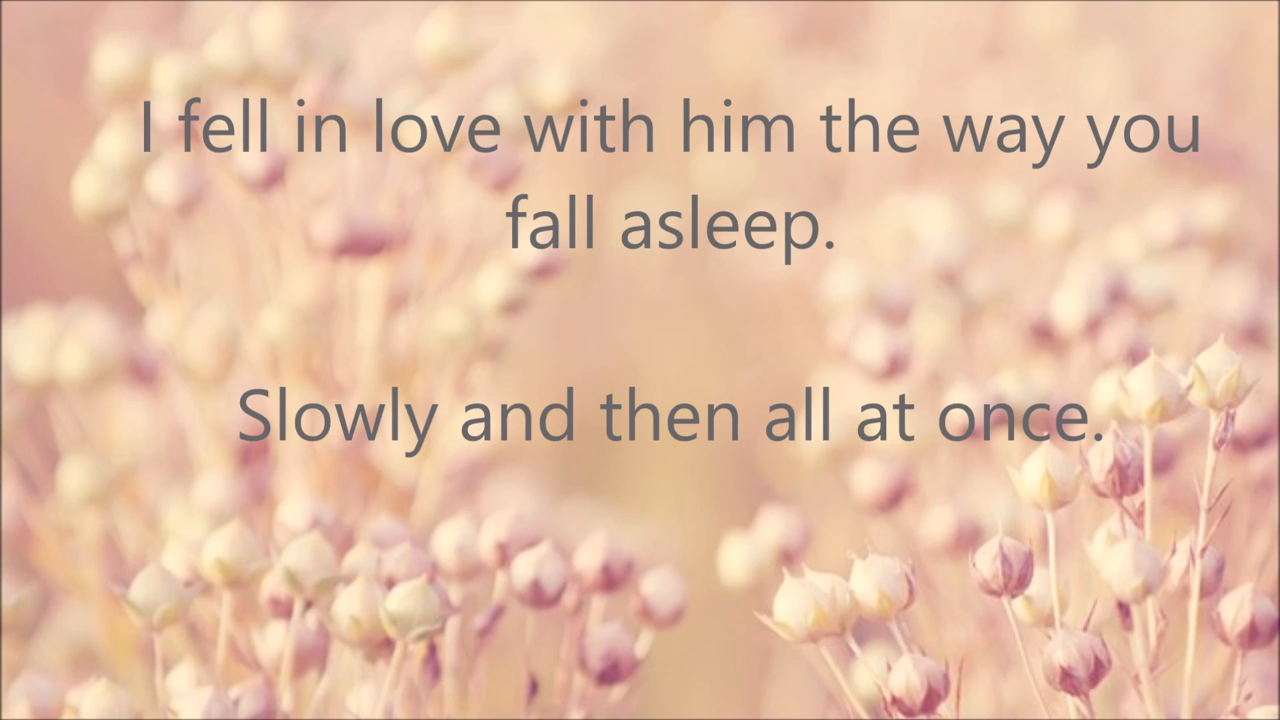 I fell in love with him the way you
fall asleep.
Slowly and then all at once.